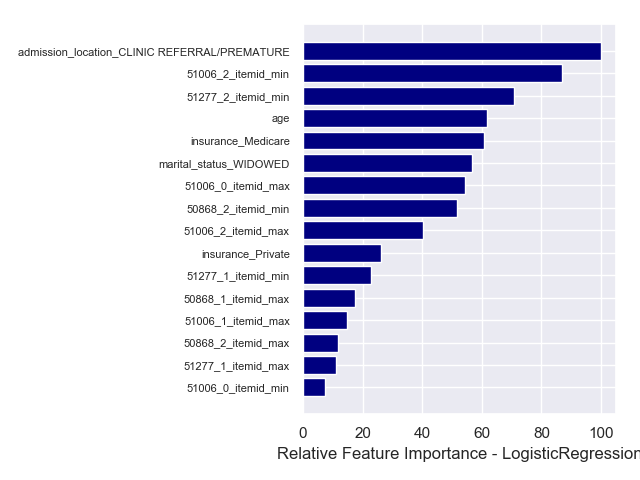 admission_location_CLINIC REFERRAL/PREMATURE
51006_2_itemid_min
51277_2_itemid_min
age
insurance_Medicare
marital_status_WIDOWED
51006_0_itemid_max
50868_2_itemid_min
51006_2_itemid_max
insurance_Private
51277_1_itemid_min
50868_1_itemid_max
51006_1_itemid_max
50868_2_itemid_max
51277_1_itemid_max
51006_0_itemid_min
0 20 40 60 80 100
Relative Feature Importance - LogisticRegression